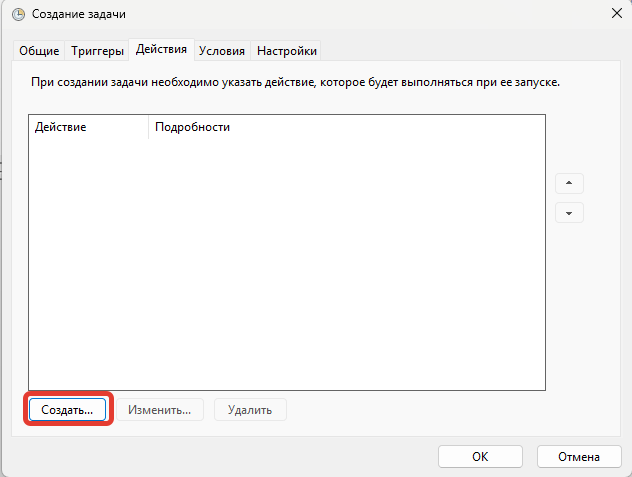 Создание задачи
Общие Триггеры Действия Условия Настройки
При создании задачи необходимо указать действие, которое будет выполняться при ее запуске.
Действие Подробности
Создать... Изменить... Удалить
ОК Отмена